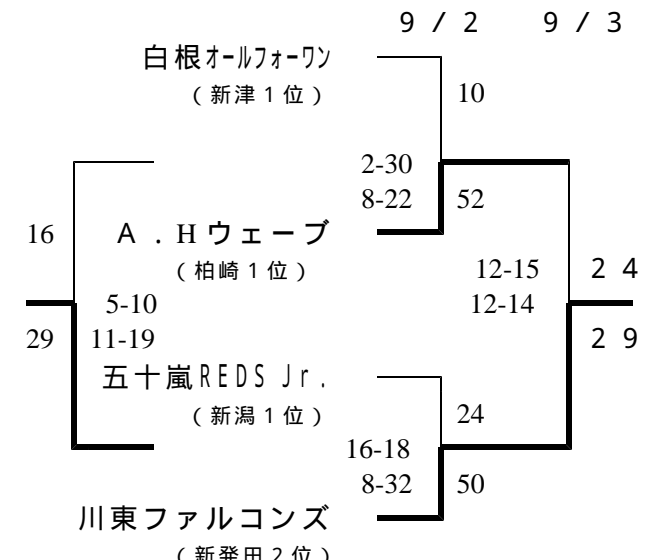 ９／２　９／３
白根ｵｰﾙﾌｫｰﾜﾝ
（新津１位）
10
2-30
8-22
52
16
Ａ．Hウェーブ
（柏崎１位）
12-15
２４
5-10
12-14
29
11-19
２９
五十嵐REDS Jr.
（新潟１位）
24
16-18
8-32
50
川東ファルコンズ
（新発田２位）